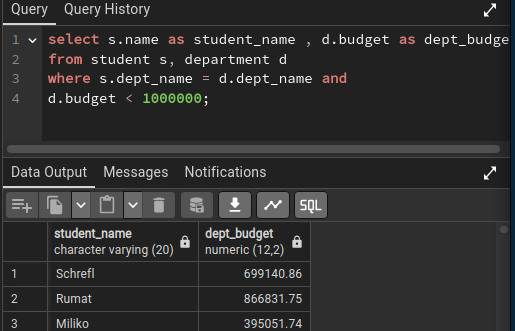 Query Query History
1 select s.name as student_name , d.budget as dept_budge
2 from student s, department d
3 where s.dept_name = d.dept_name and
4 d.budget < 1000000;
Data Output Messages Notifications
SQL
student_name dept_budget
character varying (20) numeric (12,2)
1 Schrefl 699140.86
2 Rumat 866831.75
3 Miliko 395051.74